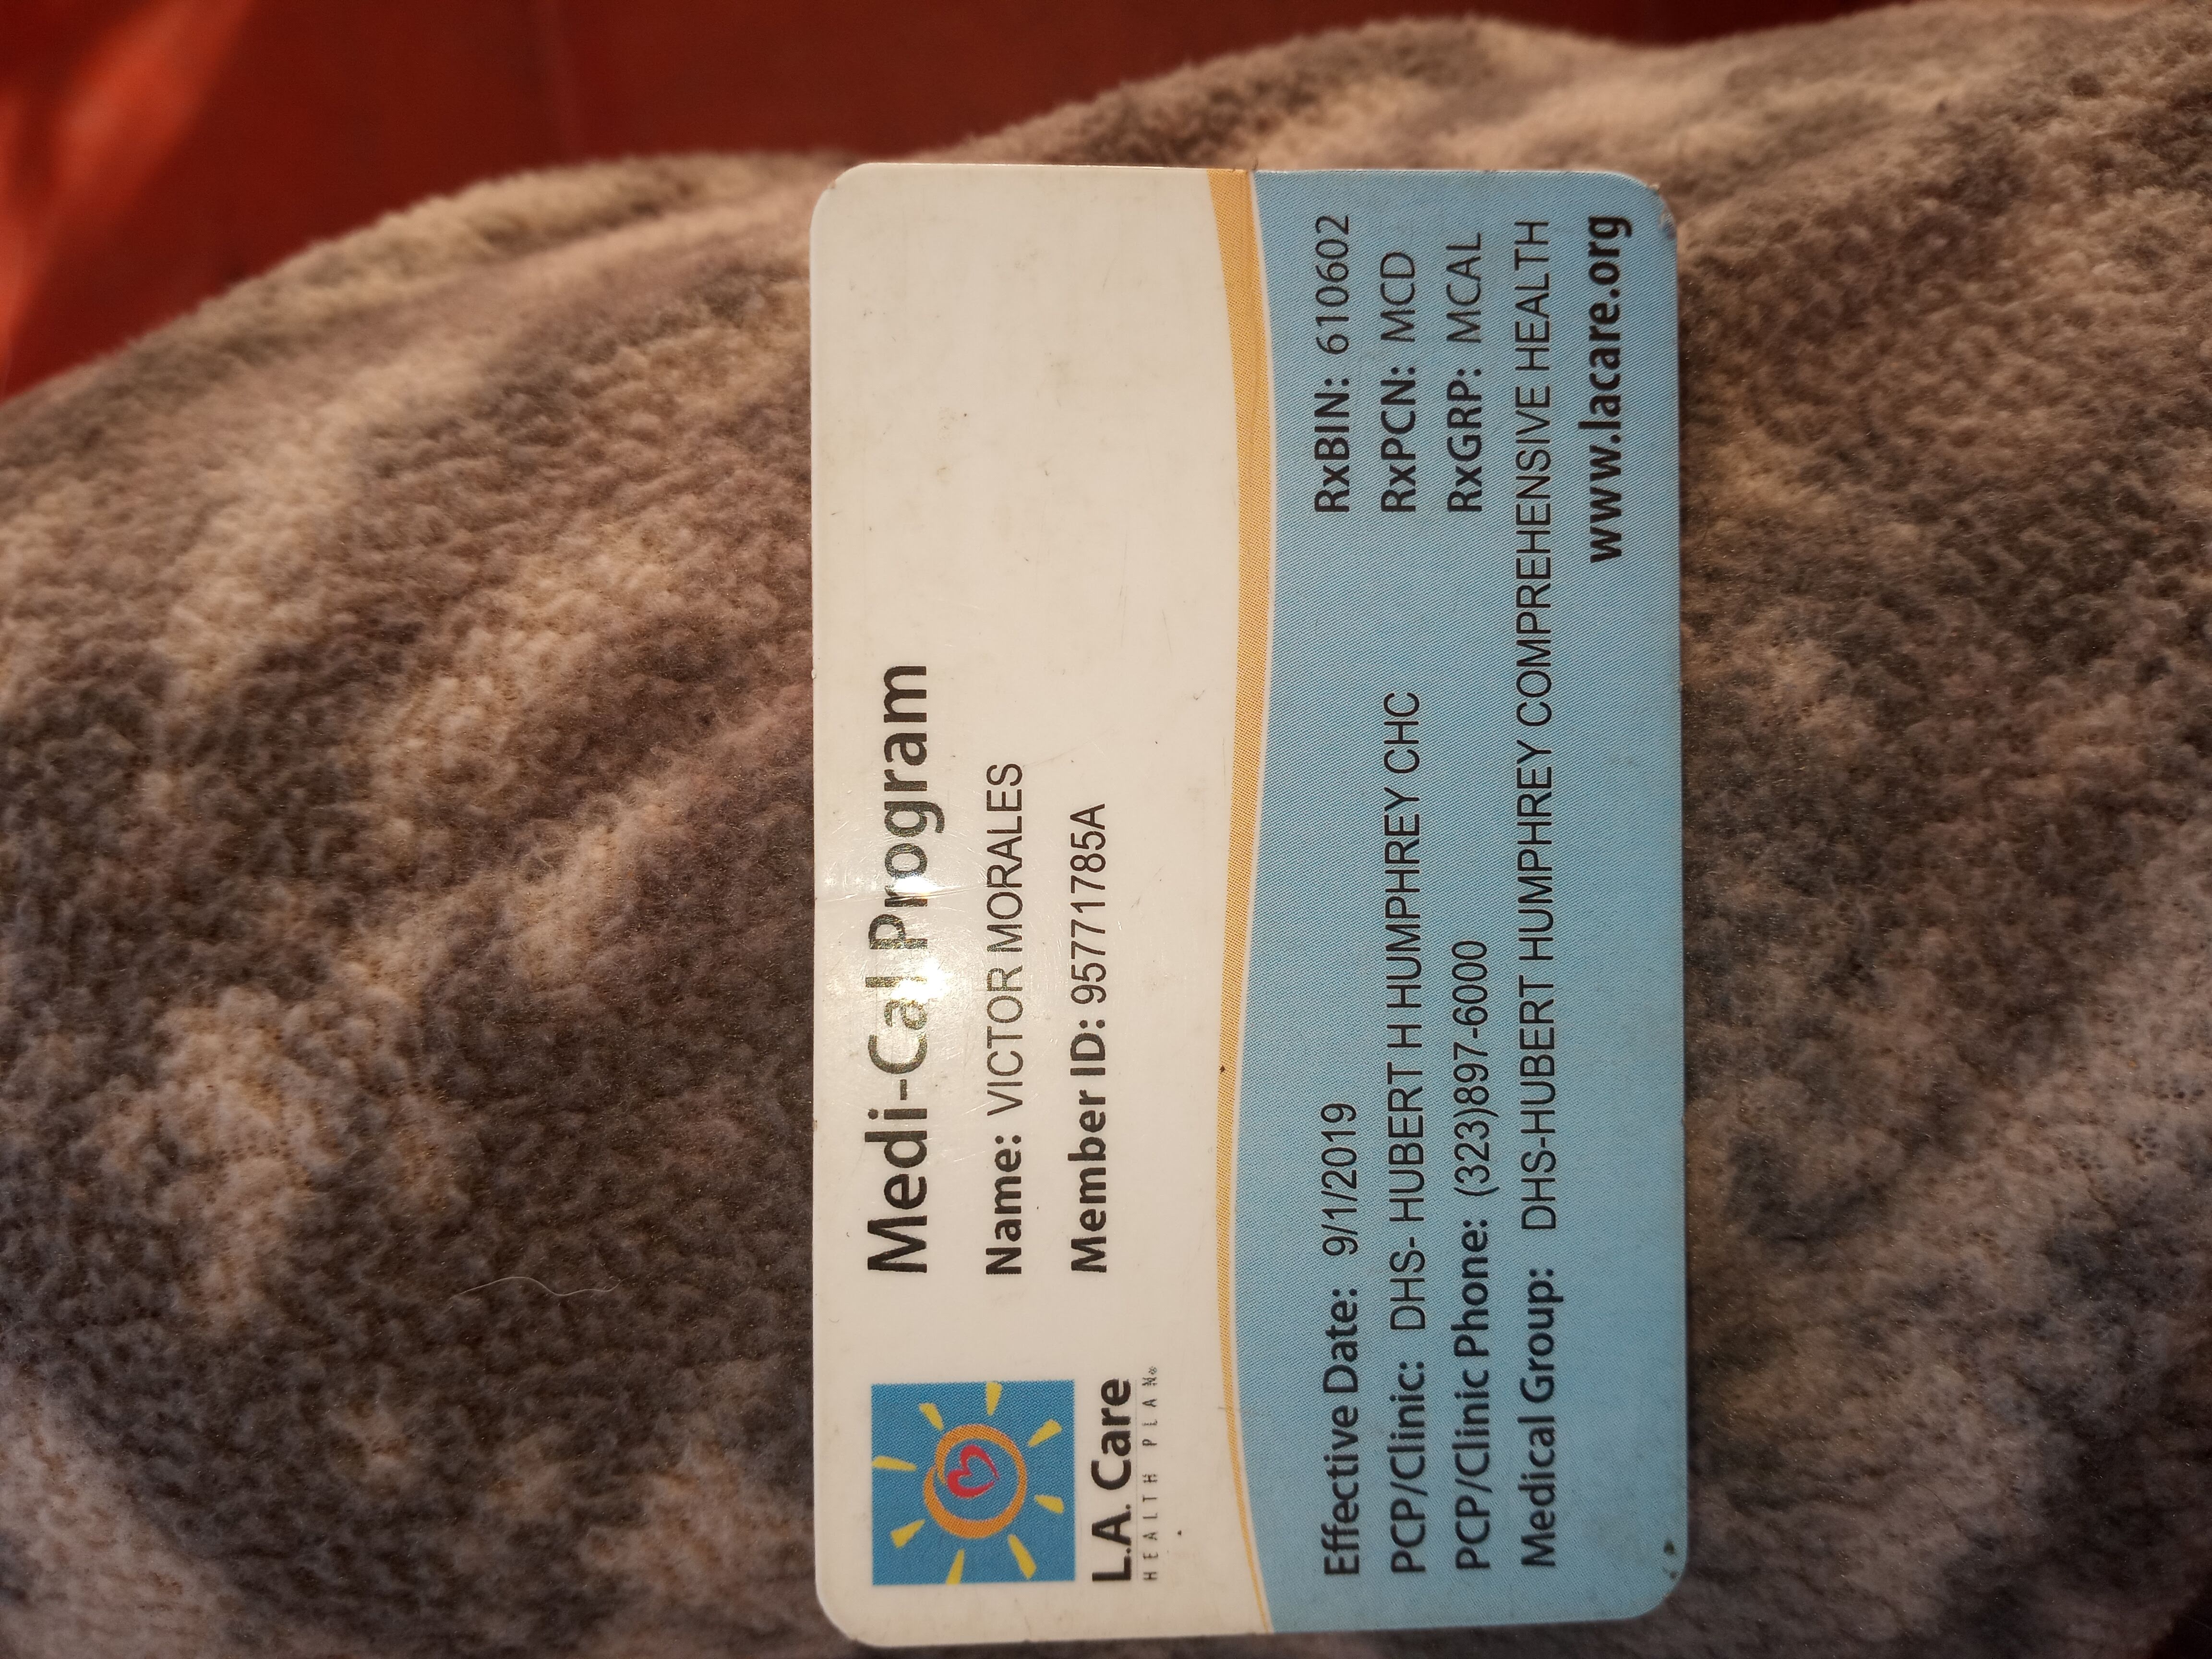 Medi-Cal Program
Name: VICTOR MORALES
Member ID: 95771785A
L.A. Care
HEALTH PLAN®
Effective Date: 9/1/2019
RxBIN: 610602
PCP/Clinic: DHS- HUBERT H HUMPHREY CHC
RxPCN: MCD
PCP/Clinic Phone: (323)897-6000
RxGRP: MCAL
Medical Group: DHS-HUBERT HUMPHREY COMPREHENSIVE HEALTH
www.lacare.org